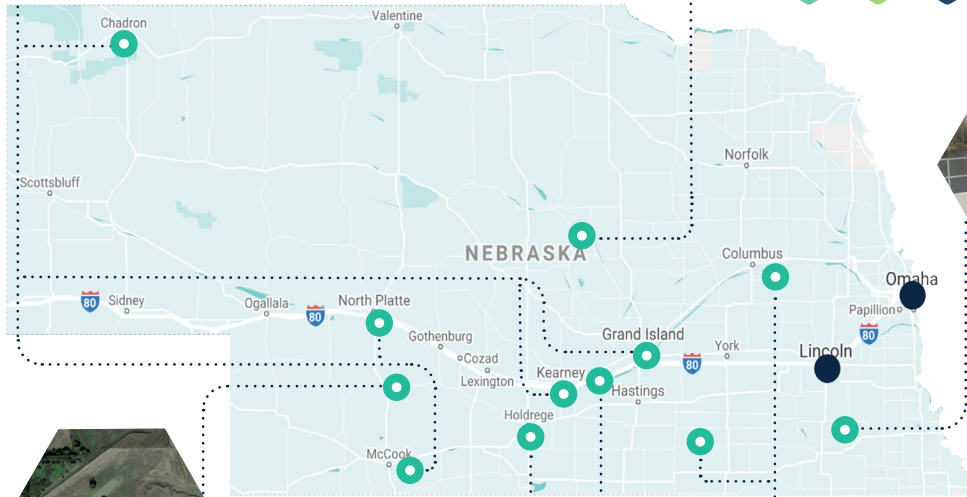 Valentine
Chadron
Norfolk
Scottsbluff
NEBRASKA
Columbus
Omaha
80
Sidney
Ogallala
80
North Platte
Papillion
80
Gothenburg
Grand Island
80
York
Lincoln
Cozad
Lexington
Kearney
Hastings
Holdrege
McCook